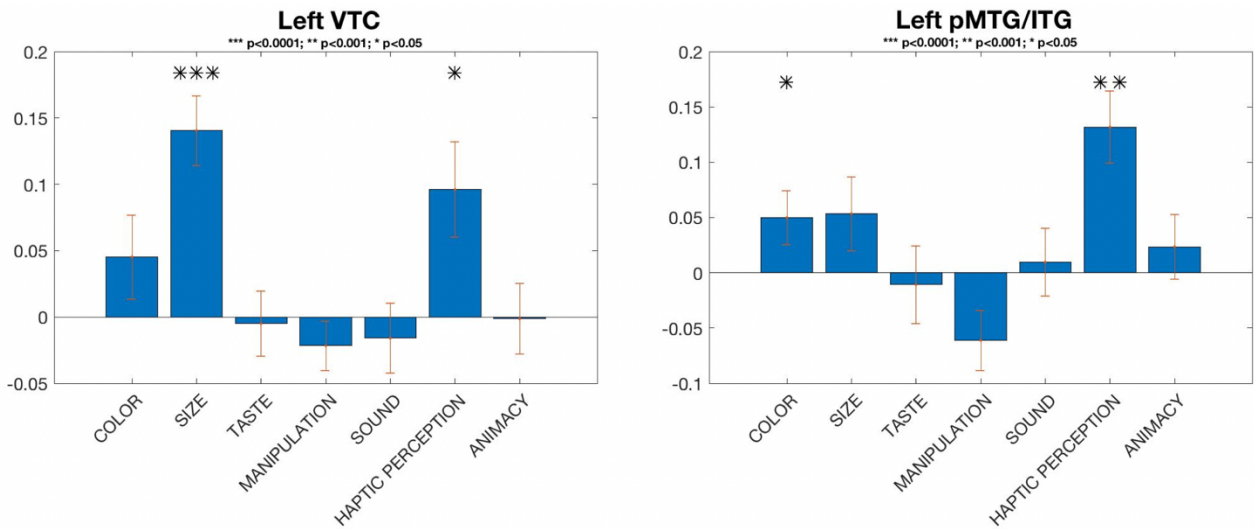 Left VTC
*** p<0.0001; ** p<0.001; * p<0.05
0.2
0.15
0.1
0.05
0
-0.05
***
*
COLOR
SIZE
TASTE
MANIPULATION
SOUND
HAPTIC PERCEPTION
ANIMACY
Left pMTG/ITG
*** p<0.0001; ** p<0.001; * p<0.05
0.2
0.15
0.1
0.05
0
-0.05
-0.1
*
**
COLOR
SIZE
TASTE
MANIPULATION
SOUND
HAPTIC PERCEPTION
ANIMACY